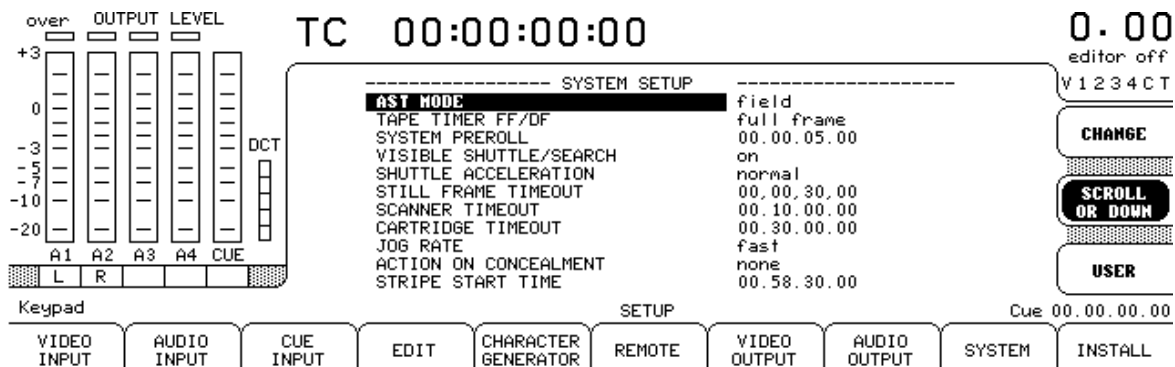 over OUTPUT LEVEL
TC 00:00:00:00
0.00
editor off
V1234CT
+3
0
-3
-5
-7
-10
-20
DCT
A1 A2 A3 A4 CUE
L R
------------------ SYSTEM SETUP ---------------------
AST MODE field
TAPE TIMER FF/DF full frame
SYSTEM PREROLL 00.00.05.00
VISIBLE SHUTTLE/SEARCH on
SHUTTLE ACCELERATION normal
STILL FRAME TIMEOUT 00,00,30,00
SCANNER TIMEOUT 00.10.00.00
CARTRIDGE TIMEOUT 00.30.00.00
JOG RATE fast
ACTION ON CONCEALMENT none
STRIPE START TIME 00.58.30.00
CHANGE
SCROLL
OR DOWN
USER
Keypad SETUP Cue 00.00.00.00
VIDEO
INPUT
AUDIO
INPUT
CUE
INPUT
EDIT
CHARACTER
GENERATOR
REMOTE
VIDEO
OUTPUT
AUDIO
OUTPUT
SYSTEM
INSTALL